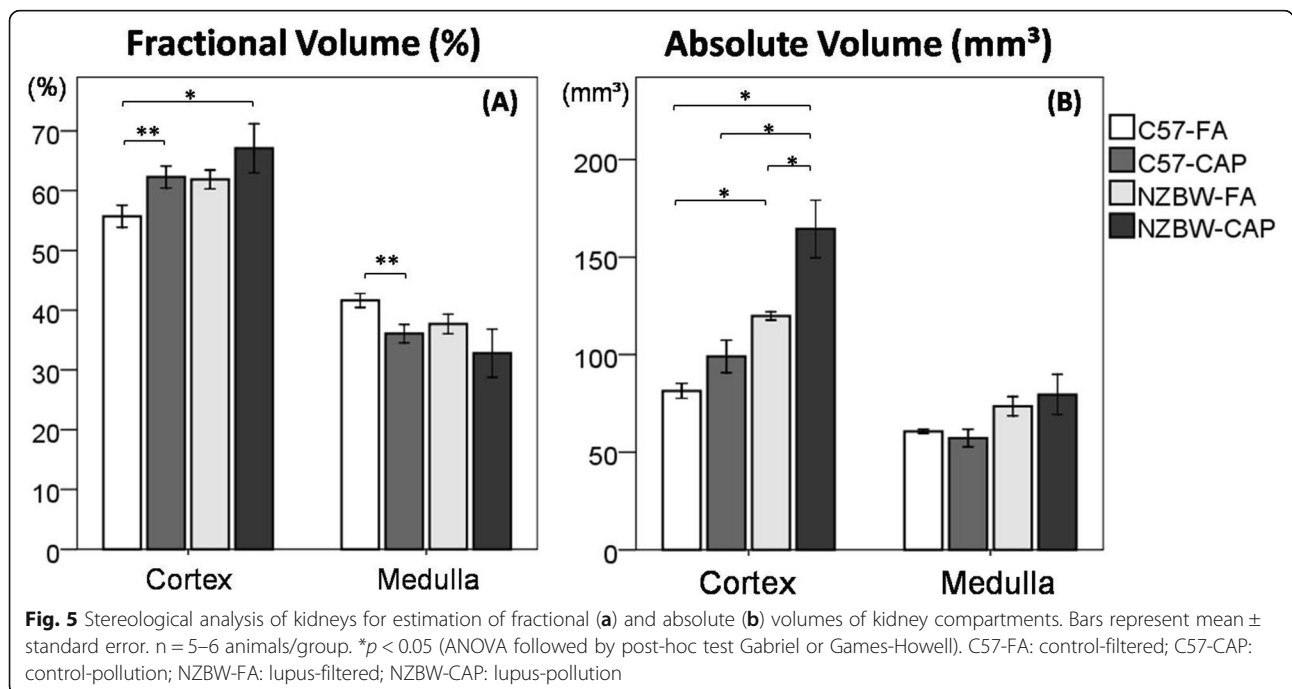 Fractional Volume (%)
Absolute Volume (mm³)
(%)
(A)
70
60
50
40
30
20
10
0
*
**
**
Cortex
Medulla
(mm³)
(B)
200
150
100
50
0
*
*
*
*
Cortex
Medulla
C57-FA
C57-CAP
NZBW-FA
NZBW-CAP
Fig. 5 Stereological analysis of kidneys for estimation of fractional (a) and absolute (b) volumes of kidney compartments. Bars represent mean ±
standard error. n = 5–6 animals/group. *p < 0.05 (ANOVA followed by post-hoc test Gabriel or Games-Howell). C57-FA: control-filtered; C57-CAP:
control-pollution; NZBW-FA: lupus-filtered; NZBW-CAP: lupus-pollution